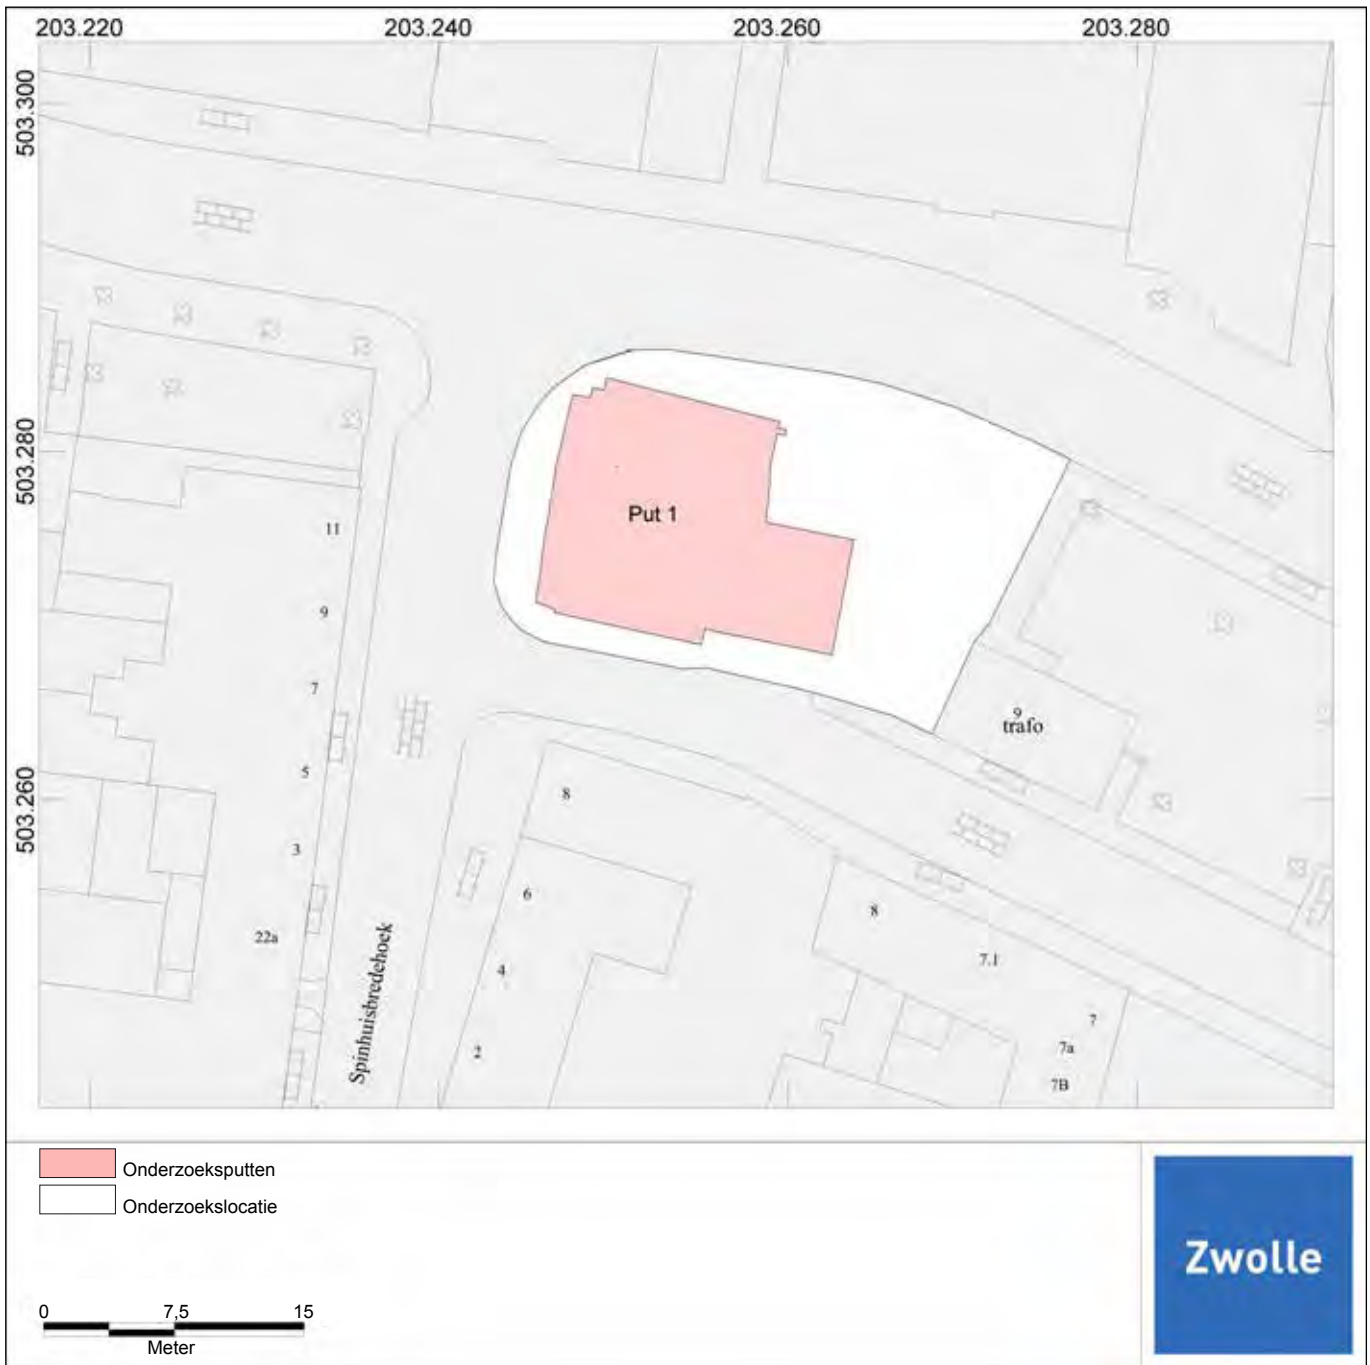 203.220 203.240 203.260 203.280
503.300
503.280
503.260
Put 1
11
9
7
5
3
22a
Spinhuisbredehoek
8
6
4
2
9
trafo
8
7.1
7
7a
7B
Onderzoeksputten
Onderzoekslocatie
0 7,5 15
Meter
Zwolle